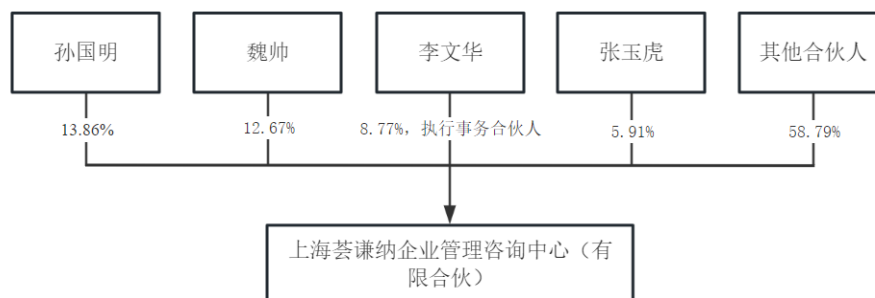 孙国明
魏帅
李文华
张玉虎
其他合伙人
13.86%
12.67%
8.77%，执行事务合伙人
5.91%
58.79%
上海荟谦纳企业管理咨询中心（有
限合伙）